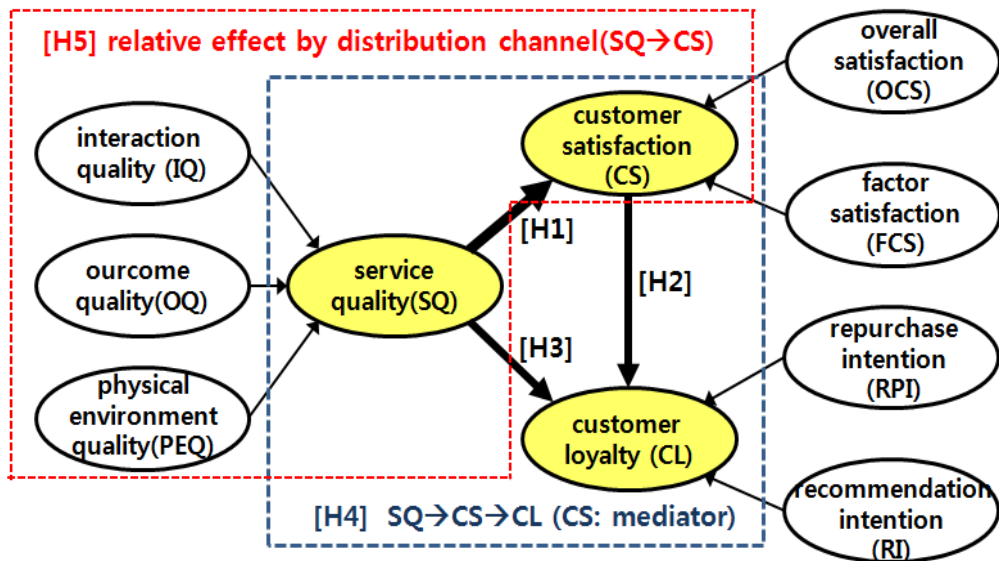 [H5] relative effect by distribution channel(SQ→CS)
overall
satisfaction
(OCS)
customer
satisfaction
(CS)
interaction
quality (IQ)
factor
satisfaction
(FCS)
[H1]
ourcome
quality(OQ)
service
quality(SQ)
[H2]
[H3]
repurchase
intention
(RPI)
physical
environment
quality(PEQ)
customer
loyalty (CL)
recommendation
intention
(RI)
[H4] SQ→CS→CL (CS: mediator)